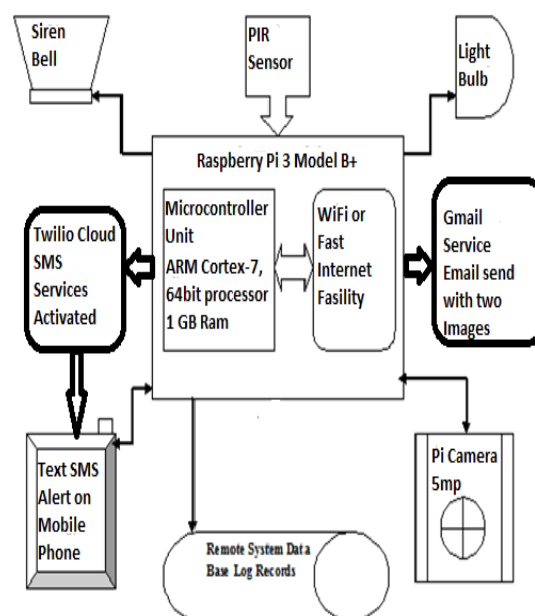 Siren
Bell
PIR
Sensor
Light
Bulb
Raspberry Pi 3 Model B+
Microcontroller
Unit
ARM Cortex-7,
64bit processor
1 GB Ram
WiFi or
Fast
Internet
Fasility
Twilio Cloud
SMS
Services
Activated
Gmail
Service
Email send
with two
Images
Text SMS
Alert on
Mobile
Phone
Remote System Data
Base Log Records
Pi Camera
5mp